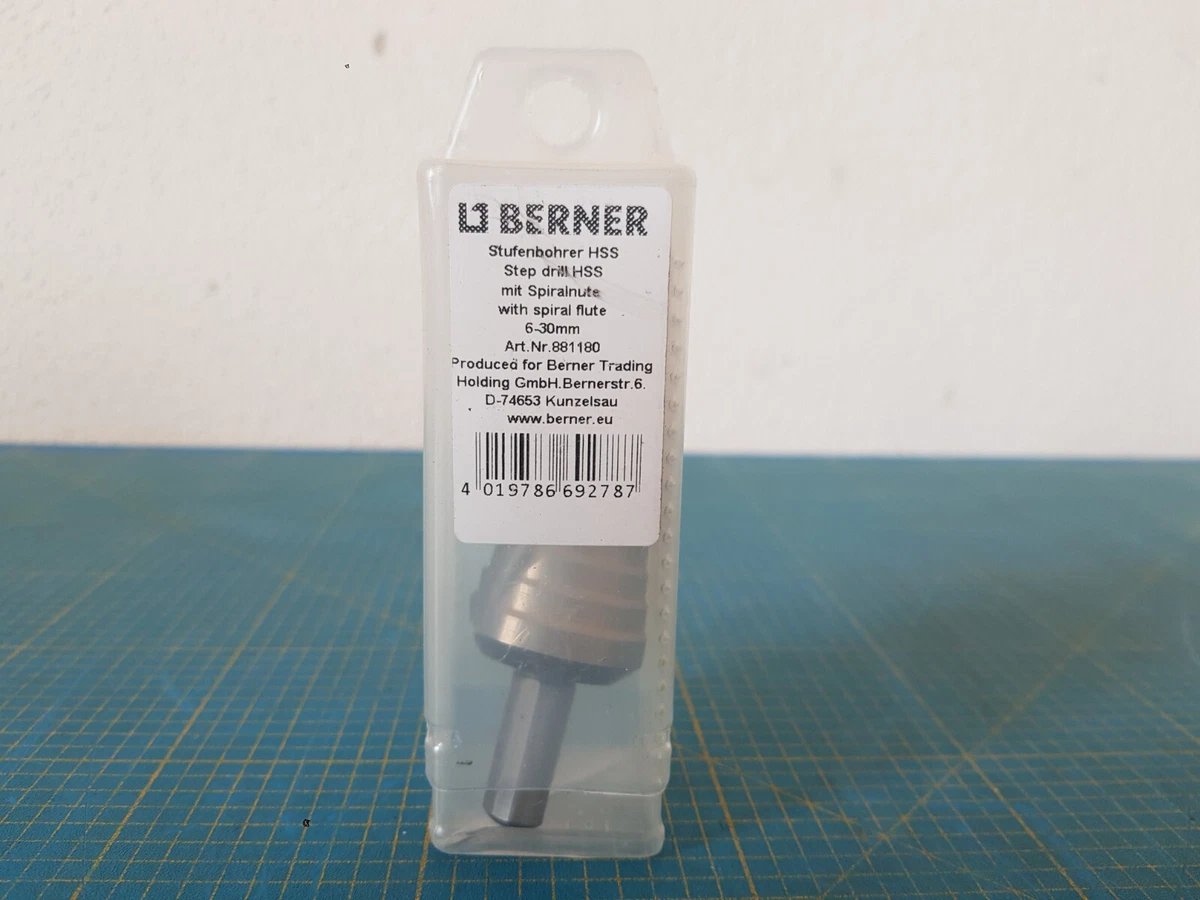 BERNER
Stufenbohrer HSS
Step drill HSS
mit Spiralnute
with spiral flute
6-30mm
Art.Nr.881180
Produced for Berner Trading
Holding GmbH.Bernerstr.6.
D-74653 Kunzelsau
www.berner.eu
4 019786 692787